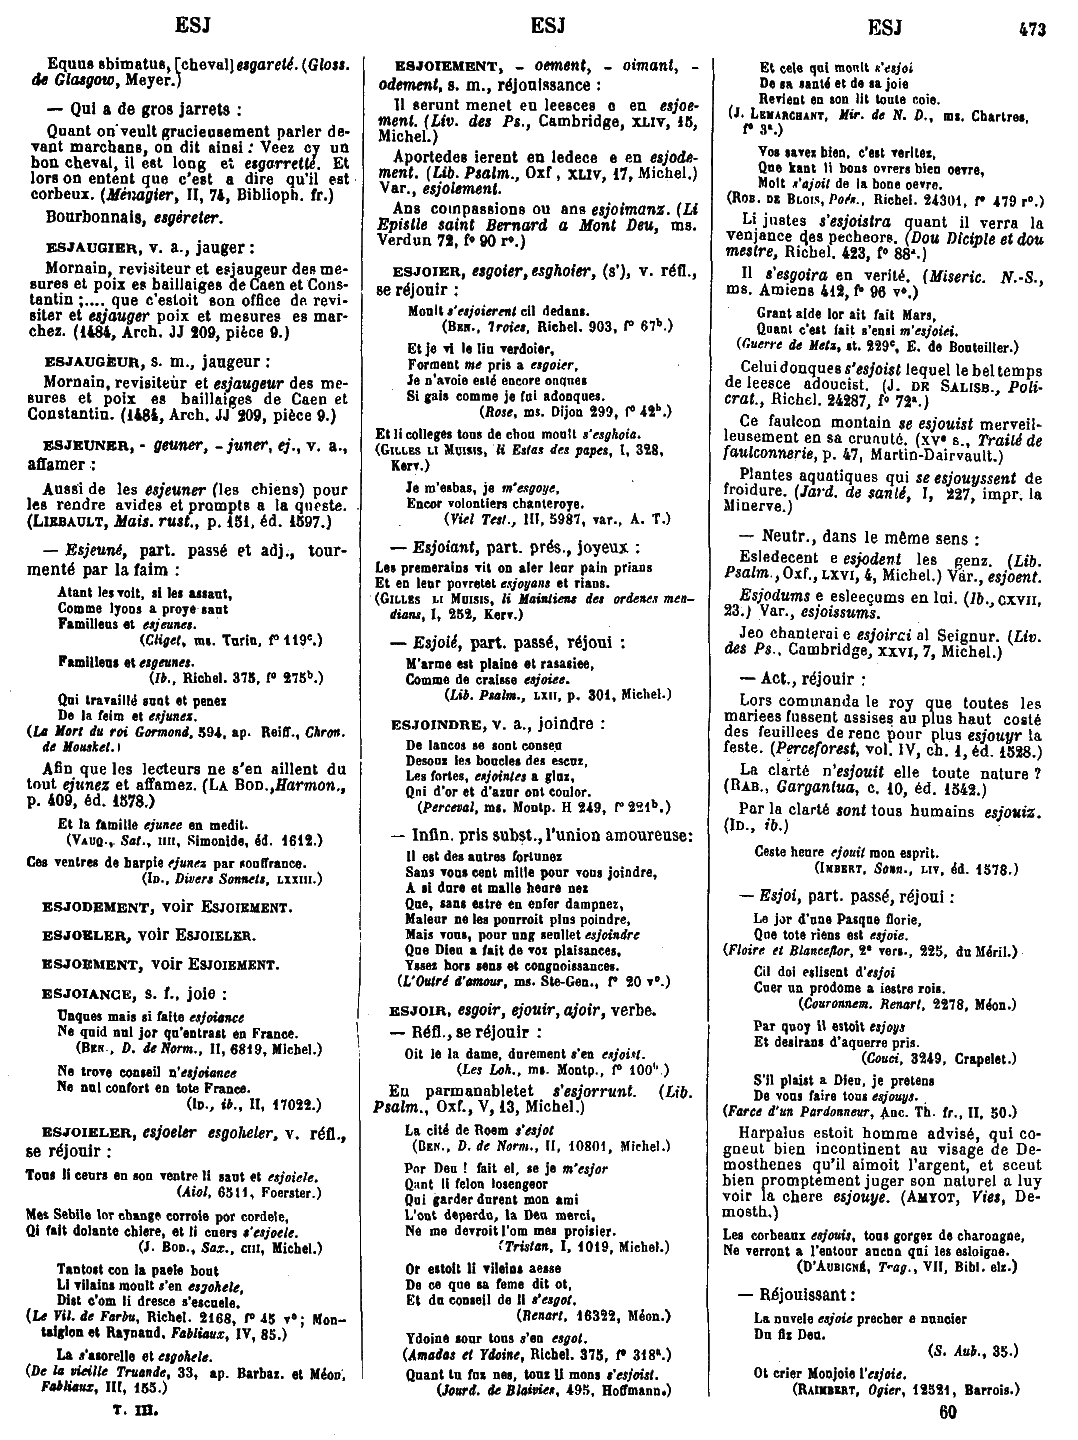 ESJ
ESJ
ESJ
473
Equus sbimatus, [cheval] esgareté. (Gloss.
de Glasgow, Meyer.)
— Qui a de gros jarrets :
Quant on veult gracieusement parler de-
vant marchans, on dit ainsi : Veez cy un
bon cheval, il est long et esgarretté. Et
lors on entent que c'est a dire qu'il est
corbeux. (Ménagier, II, 74, Biblioph. fr.)
Bourbonnais, esgéreter.
ESJAUGIER, v. a., jauger :
Mornain, revisiteur et esjaugeur des me-
sures et poix es baillaiges de Caen et Cons-
tantin ;.... que c'estoit son office de revi-
siter et esjauger poix et mesures es mar-
chez. (1484, Arch. JJ 209, pièce 9.)
ESJAUGEUR, s. m., jaugeur :
Mornain, revisiteur et esjaugeur des me-
sures et poix es baillaiges de Caen et
Constantin. (1484, Arch. JJ 209, pièce 9.)
ESJEUNER, - geuner, - juner, ej., v. a.,
affamer :
Aussi de les esjeuner (les chiens) pour
les rendre avides et prompts a la queste.
(LIEBAULT, Mais. rust., p. 151, éd. 1597.)
— Esjeuné, part. passé et adj., tour-
menté par la faim :
Atant les voit, si les assaut,
Comme lyons a proye saut
Familleus et esjeunes.
(Cliget, ms. Turin, f° 119c.)
Familleus et esgeunes.
(Ib., Richel. 375, f° 275b.)
Qui travaillé sunt et penez
De la feim et esjunez.
(La Mort du roi Gormond, 594, ap. Reiff., Chron.
de Mousket.)
Afin que les lecteurs ne s'en aillent du
tout ejunez et affamez. (LA BOD., Harmon.,
p. 409, éd. 1578.)
Et la famille ejunee en medit.
(VAUQ., Sat., IIII, Simonide, éd. 1612.)
Ces ventres de harpie ejunez par souffrance.
(ID., Divers Sonnets, LXXIII.)
ESJODEMENT, voir ESJOIEMENT.
ESJOELER, voir ESJOIELER.
ESJOEMENT, voir ESJOIEMENT.
ESJOIANCE, s. f., joie :
Unques mais si faite esjoiance
Ne quid nul jor qu'entrast en France.
(BEN., D. de Norm., II, 6819, Michel.)
Ne trove conseil n'esjoiance
Ne nul confort en tote France.
(ID., ib., II, 17022.)
ESJOIELER, esjoeler esgoheler, v. réfl.,
se réjouir :
Tous li ceurs en son ventre li saut et esjoiele.
(Aiol, 6511, Foerster.)
Mes Sebile lor change corroie por cordele,
Qi fait dolante chiere, et li cuers s'esjoele.
(J. BOD., Sax., CIII, Michel.)
Tantost con la paele bout
Li vilains moult s'en esgohele,
Dist c'om li dresce s'escuele.
(Le Vil. de Farbu, Richel. 2168, f° 45 v°; Mon-
taiglon et Raynaud, Fabliaux, IV, 85.)
La s'asorelle et esgohele.
(De la vieille Truande, 33, ap. Barbaz. et Méon,
Fabliaux, III, 155.)
T. III.
ESJOIEMENT, - oement, - oimant, -
odement, s. m., réjouissance :
Il serunt menet en leesces o en esjoe-
ment. (Liv. des Ps., Cambridge, XLIV, 15,
Michel.)
Aportedes ierent en ledece e en esjode-
ment. (Lib. Psalm., Oxf, XLIV, 17, Michel.)
Var., esjoiement.
Ans compassions ou ans esjoimanz. (Li
Epistle saint Bernard a Mont Deu, ms.
Verdun 72, f° 90 r°.)
ESJOIER, esgoier, esghoier, (s'), v. réfl.,
se réjouir :
Moult s'esjoierent cil dedans.
(BEN., Troies, Richel. 903, f° 67b.)
Et je vi le liu verdoier,
Forment me pris a esgoier,
Je n'avoie esté encore onques
Si gais comme je fui adonques.
(Rose, ms. Dijon 299, f° 42b.)
Et li colleges tous de chou moult s'esghoia.
(GILLES LI MUISIS, li Estas des papes, I, 328,
Kerv.)
Je m'esbas, je m'esgoye,
Encor volontiers chanteroye.
(Viel Test., III, 5987, var., A. T.)
— Esjoiant, part. prés., joyeux :
Les premerains vit on aler leur pain prians
Et en leur povretet esjoyans et rians.
(GILLES LI MUISIS, li Maintiens des ordenes men-
dians, I, 252, Kerv.)
— Esjoié, part. passé, réjoui :
M'arme est plaine et rasasiee,
Comme de craisse esjoiee.
(Lib. Psalm., LXII, p. 301, Michel.)
ESJOINDRE, v. a., joindre :
De lances se sont conseu
Desouz les boucles des escuz,
Les fortes, esjointes a gluz,
Qui d'or et d'azur ont coulor.
(Perceval, ms. Montp. H 249, f° 221b.)
— Infin. pris subst., l'union amoureuse:
Il est des autres fortunez
Sans vous cent mille pour vous joindre,
A si dure et malle heure nez
Que, sans estre en enfer dampnez,
Maleur ne les pourroit plus poindre,
Mais vous, pour ung seullet esjoindre
Que Dieu a fait de voz plaisances,
Yssez hors sens et congnoissances.
(L'Outré d'amour, ms. Ste-Gen., f° 20 v°.)
ESJOIR, esgoir, ejouir, ajoir, verbe.
— Réfl., se réjouir :
Oit le la dame, durement s'en esjoist.
(Les Loh., ms. Montp., f° 100b.)
En parmanabletet s'esjorrunt. (Lib.
Psalm., Oxf., V, 13, Michel.)
La cité de Roem s'esjot
(BEN., D. de Norm., II, 10801, Michel.)
Por Deu ! fait el, se je m'esjor
Quant li felon losengeor
Qui garder durent mon ami
L'ont deperdu, la Deu merci,
Ne me devroit l'om mes proisier.
(Tristan, I, 1019, Michel.)
Or estoit li vileins aesse
De ce que sa feme dit ot,
Et du conseil de li s'esgot.
(Renart, 16322, Méon.)
Ydoine sour tous s'en esgot.
(Amadas et Ydoine, Richel. 375, f° 318a.)
Quant tu fus nes, touz li mons s'esjoist.
(Jourd. de Blaivies, 495, Hoffmann.)
Et cele qui moult s'esjoi
De sa santé et de sa joie
Revient en son lit toute coie.
(J. LEMARCHANT, Mir. de N. D., ms. Chartres,
f° 3a.)
Vos savez bien, c'est veritez,
Que kant li bons ovrers bien oevre,
Molt s'ajoit de la bone oevre.
(ROB. DE BLOIS, Poés., Richel. 24301, f° 479 r°.)
Li justes s'esjoistra quant il verra la
venjance des pecheors. (Dou Diciple et dou
mestre, Richel. 423, f° 88a.)
Il s'esgoira en verité. (Miseric. N.-S.,
ms. Amiens 412, f° 96 v°.)
Grant aide lor ait fait Mars,
Quant c'est fait s'ensi m'esjoiei.
(Guerre de Metz, st. 229c, E. de Bouteiller.)
Celui donques s'esjoist lequel le bel temps
de leesce adoucist. (J. DE SALISB., Poli-
crat., Richel. 24287, f° 72a.)
Ce faulcon montain se esjouist merveil-
leusement en sa cruauté. (XVe s., Traité de
faulconnerie, p. 47, Martin-Dairvault.)
Plantes aquatiques qui se esjouyssent de
froidure. (Jard. de santé, I, 227, impr. la
Minerve.)
— Neutr., dans le même sens :
Esledecent e esjodent les genz. (Lib.
Psalm., Oxf., LXVI, 4, Michel.) Var., esjoent.
Esjodums e esleeçums en lui. (Ib., CXVII,
23.) Var., esjoissums.
Jeo chanterai e esjoirai al Seignur. (Liv.
des Ps., Cambridge, XXVI, 7, Michel.)
— Act., réjouir :
Lors commanda le roy que toutes les
mariees fussent assises au plus haut costé
des feuillees de renc pour plus esjouyr la
feste. (Perceforest, vol. IV, ch. 1, éd. 1528.)
La clarté n'esjouit elle toute nature ?
(RAB., Gargantua, c. 10, éd. 1542.)
Par la clarté sont tous humains esjouiz.
(ID., ib.)
Ceste heure ejouit mon esprit.
(IMBERT, Sonn., LIV, éd. 1578.)
— Esjoi, part. passé, réjoui :
Le jor d'une Pasque florie,
Que tote riens est esjoie.
(Floire et Blanceflor, 2e vers., 225, du Méril.)
Cil doi eslisent d'esjoi
Cuer un prodome a iestre rois.
(Couronnem. Renart, 2278, Méon.)
Par quoy il estoit esjoys
Et desirans d'aquerre pris.
(Couci, 3249, Crapelet.)
S'il plaist a Dieu, je pretens
De vous faire tous esjouys.
(Farce d'un Pardonneur, Anc. Th. fr., II, 50.)
Harpalus estoit homme advisé, qui co-
gneut bien incontinent au visage de De-
mosthenes qu'il aimoit l'argent, et sceut
bien promptement juger son naturel a luy
voir la chere esjouye. (AMYOT, Vies, De-
mosth.)
Les corbeaux esjouis, tous gorgez de charongne,
Ne verront a l'entour aucun qui les esloigne.
(D'AUBIGNÉ, Trag., VII, Bibl. elz.)
— Réjouissant :
La nuvele esjoie precher e nuncier
Du fiz Deu.
(S. Aub., 35.)
Ot crier Monjoie l'esjoie.
(RAIMBERT, Ogier, 12521, Barrois.)
60